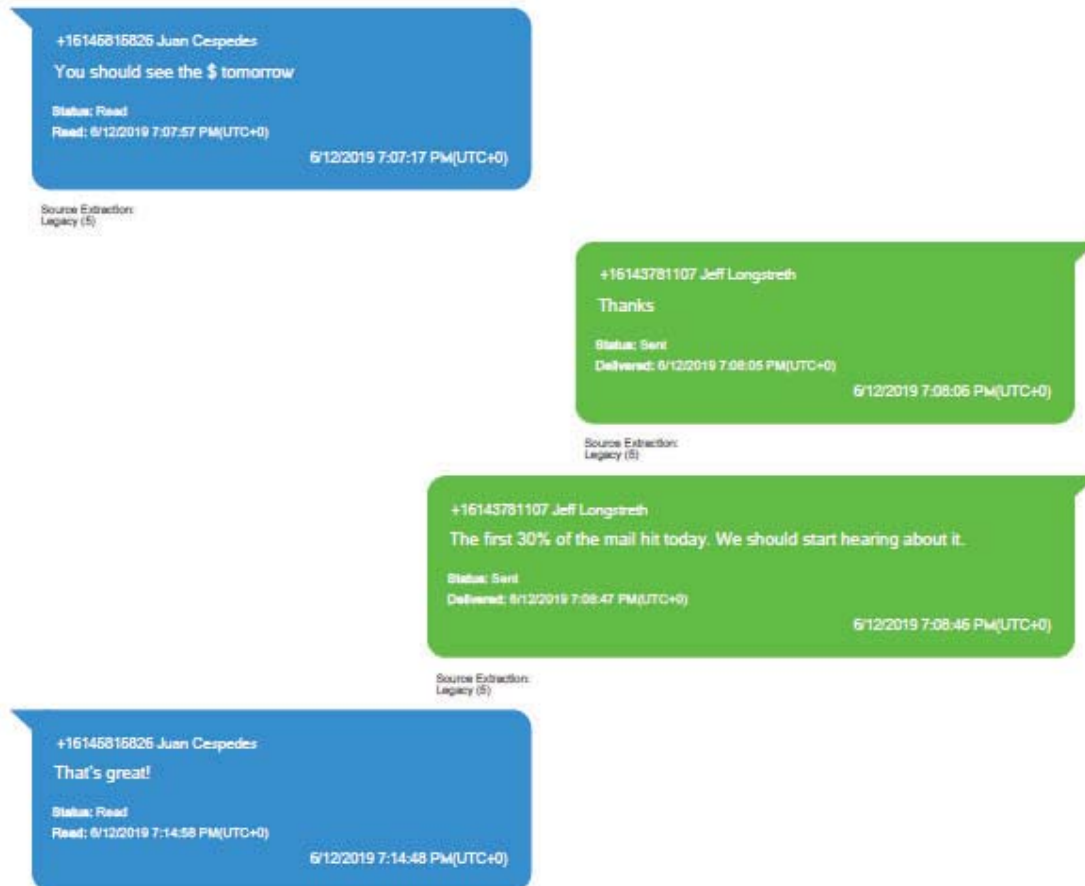 +16145815826 Juan Cespedes
You should see the $ tomorrow
Status: Read
Read: 6/12/2019 7:07:57 PM(UTC+0)
6/12/2019 7:07:17 PM(UTC+0)
Source Extraction:
Legacy (5)
+16143781107 Jeff Longstreth
Thanks
Status: Sent
Delivered: 6/12/2019 7:08:05 PM(UTC+0)
6/12/2019 7:08:06 PM(UTC+0)
Source Extraction:
Legacy (5)
+16143781107 Jeff Longstreth
The first 30% of the mail hit today. We should start hearing about it.
Status: Sent
Delivered: 6/12/2019 7:08:47 PM(UTC+0)
6/12/2019 7:08:46 PM(UTC+0)
Source Extraction:
Legacy (5)
+16145815826 Juan Cespedes
That's great!
Status: Read
Read: 6/12/2019 7:14:58 PM(UTC+0)
6/12/2019 7:14:48 PM(UTC+0)